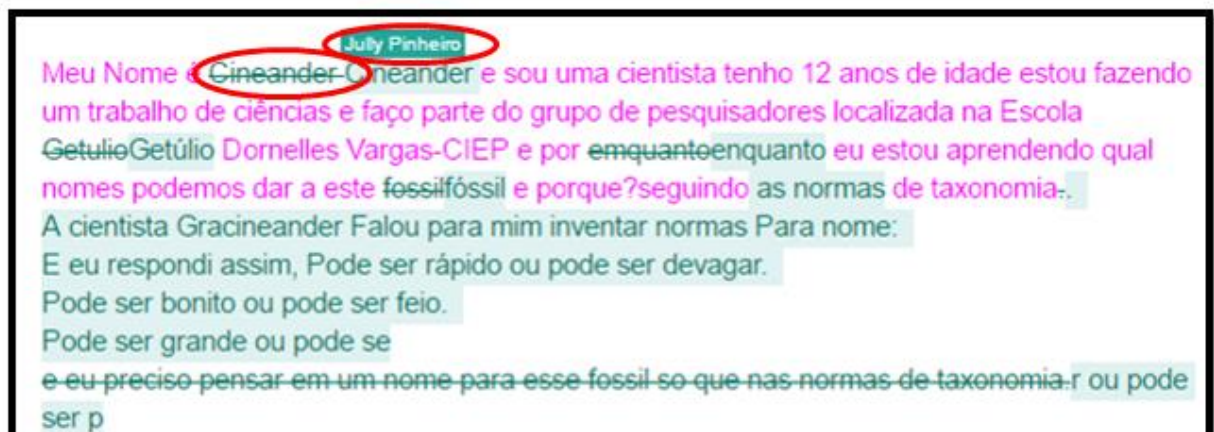 Jully Pinheiro
Meu Nome é Cineander Cineander e sou uma cientista tenho 12 anos de idade estou fazendo
um trabalho de ciências e faço parte do grupo de pesquisadores localizada na Escola
GetulioGetúlio Dornelles Vargas-CIEP e por emquantoenquanto eu estou aprendendo qual
nomes podemos dar a este fossilfóssil e porque?seguindo as normas de taxonomia..
A cientista Gracineander Falou para mim inventar normas Para nome:
E eu respondi assim, Pode ser rápido ou pode ser devagar.
Pode ser bonito ou pode ser feio.
Pode ser grande ou pode se
e eu preciso pensar em um nome para esse fossil so que nas normas de taxonomia.r ou pode
ser p